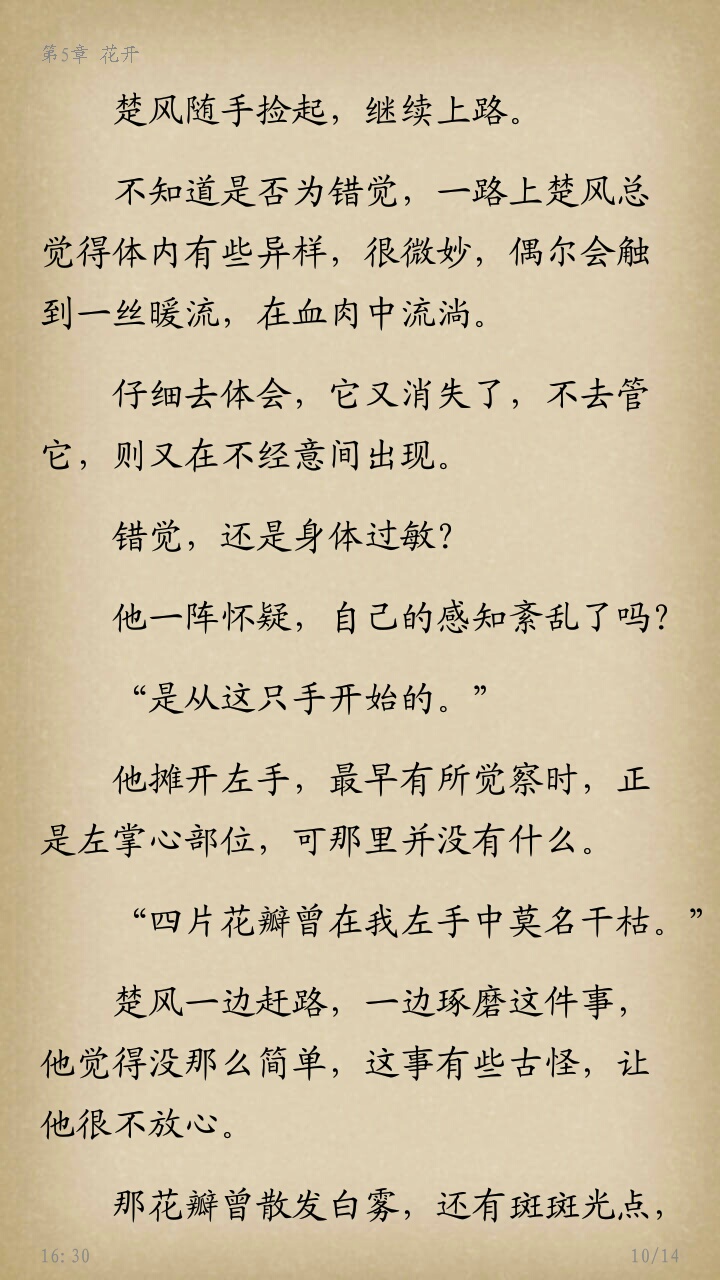 第5章 花开
楚风随手捡起，继续上路。
不知道是否为错觉，一路上楚风总
觉得体内有些异样，很微妙，偶尔会触
到一丝暖流，在血肉中流淌。
仔细去体会，它又消失了，不去管
它，则又在不经意间出现。
错觉，还是身体过敏？
他一阵怀疑，自己的感知紊乱了吗？
“是从这只手开始的。”
他摊开左手，最早有所觉察时，正
是左掌心部位，可那里并没有什么。
“四片花瓣曾在我左手中莫名干枯。”
楚风一边赶路，一边琢磨这件事，
他觉得没那么简单，这事有些古怪，让
他很不放心。
那花瓣曾散发白雾，还有斑斑光点，
16:30 10/14